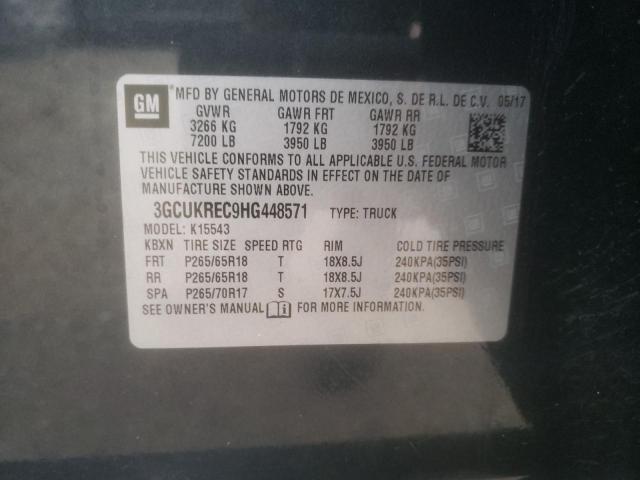 GM
®MFD BY GENERAL MOTORS DE MEXICO, S. DE R.L. DE C.V. 05/17
GVWR GAWR FRT GAWR RR
3266 KG 1792 KG 1792 KG
7200 LB 3950 LB 3950 LB
THIS VEHICLE CONFORMS TO ALL APPLICABLE U.S. FEDERAL MOTOR
VEHICLE SAFETY STANDARDS IN EFFECT ON THE DATE OF
MANUFACTURE SHOWN ABOVE.
3GCUKREC9HG448571 TYPE: TRUCK
MODEL: K15543
KBXN TIRE SIZE SPEED RTG RIM COLD TIRE PRESSURE
FRT P265/65R18 T 18X8.5J 240KPA(35PSI)
RR P265/65R18 T 18X8.5J 240KPA(35PSI)
SPA P265/70R17 S 17X7.5J 240KPA(35PSI)
SEE OWNER'S MANUAL FOR MORE INFORMATION.